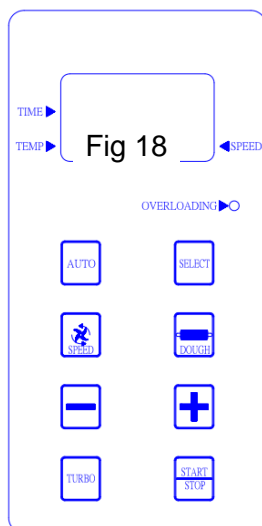 TIME
TEMP
Fig 18
SPEED
OVERLOADING
AUTO
SELECT
SPEED
DOUGH
TURBO
START
STOP